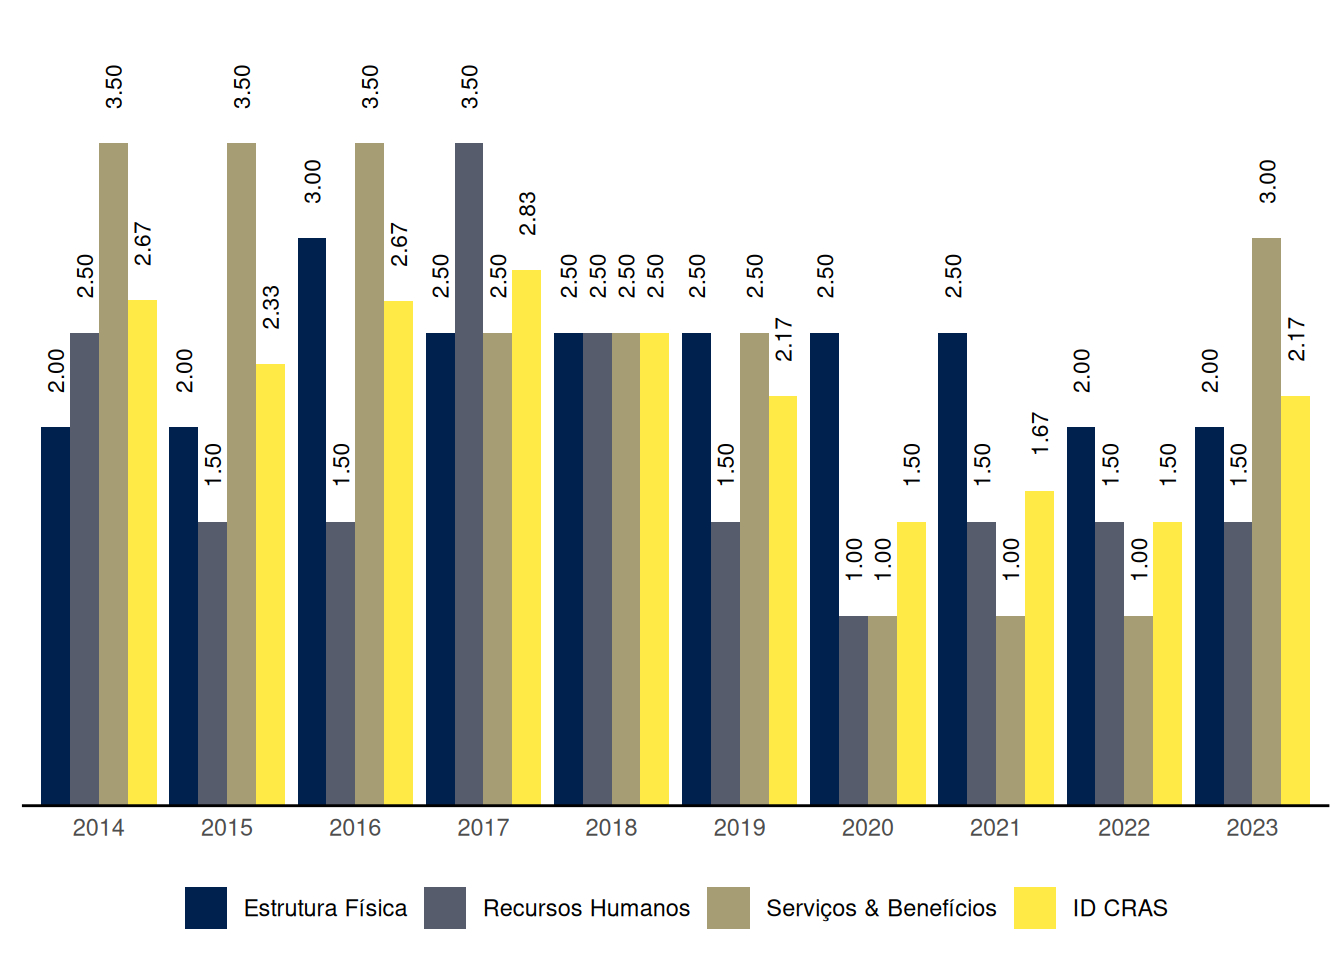 2.00 2.50 3.50 2.67
2.00 1.50 3.50 2.33
3.00 1.50 3.50 2.67
2.50 3.50 2.50 2.83
2.50 2.50 2.50 2.50
2.50 1.50 2.50 2.17
2.50 1.00 1.00 1.50
2.50 1.50 1.00 1.67
2.00 1.50 1.00 1.50
2.00 1.50 3.00 2.17
2014 2015 2016 2017 2018 2019 2020 2021 2022 2023
Estrutura Física Recursos Humanos Serviços & Benefícios ID CRAS